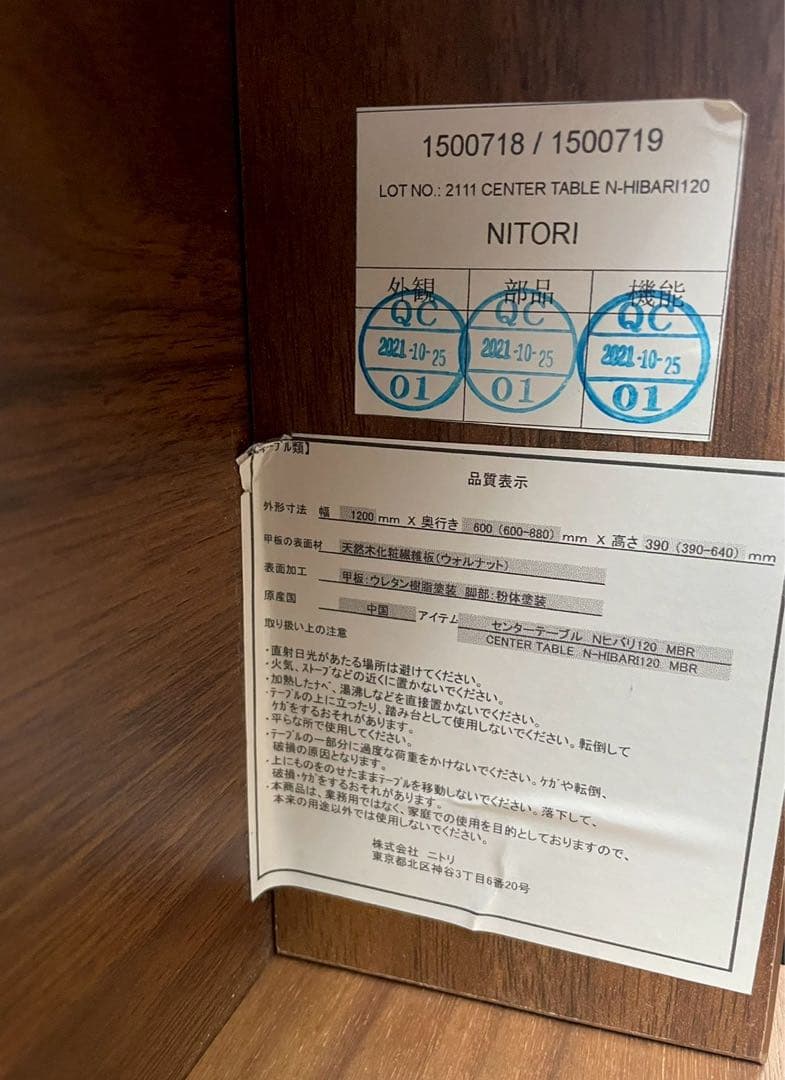 1500718 / 1500719
LOT NO.: 2111 CENTER TABLE N-HIBARI120
NITORI
外観 部品 機能
QC QC QC
2021-10-25 2021-10-25 2021-10-25
01 01 01
ﾌﾞﾙ類】
品質表示
外形寸法 幅 1200 mm X 奥行き 600 (600-880) mm X 高さ 390 (390-640) mm
甲板の表面材 天然木化粧繊維板(ウォルナット)
表面加工 甲板:ウレタン樹脂塗装 脚部:粉体塗装
原産国 中国 アイテム センターテーブル Nヒバリ120 MBR
CENTER TABLE N-HIBARI120 MBR
取り扱い上の注意
・直射日光があたる場所は避けてください。
・火気、ｽﾄｰﾌﾞなどの近くに置かないでください。
・加熱したﾅﾍﾞ、湯沸しなどを直接置かないでください。
・ﾃｰﾌﾞﾙの上に立ったり、踏み台として使用しないでください。転倒して
ｹｶﾞをするおそれがあります。
・平らな所で使用してください。
・ﾃｰﾌﾞﾙの一部分に過度な荷重をかけないでください。ｹｶﾞや転倒、
破損の原因となります。
・上にものをのせたままﾃｰﾌﾞﾙを移動しないでください。落下して、
破損・ｹｶﾞをするおそれがあります。
・本商品は、業務用ではなく、家庭での使用を目的としておりますので、
本来の用途以外では使用しないでください。
株式会社 ニトリ
東京都北区神谷3丁目6番20号